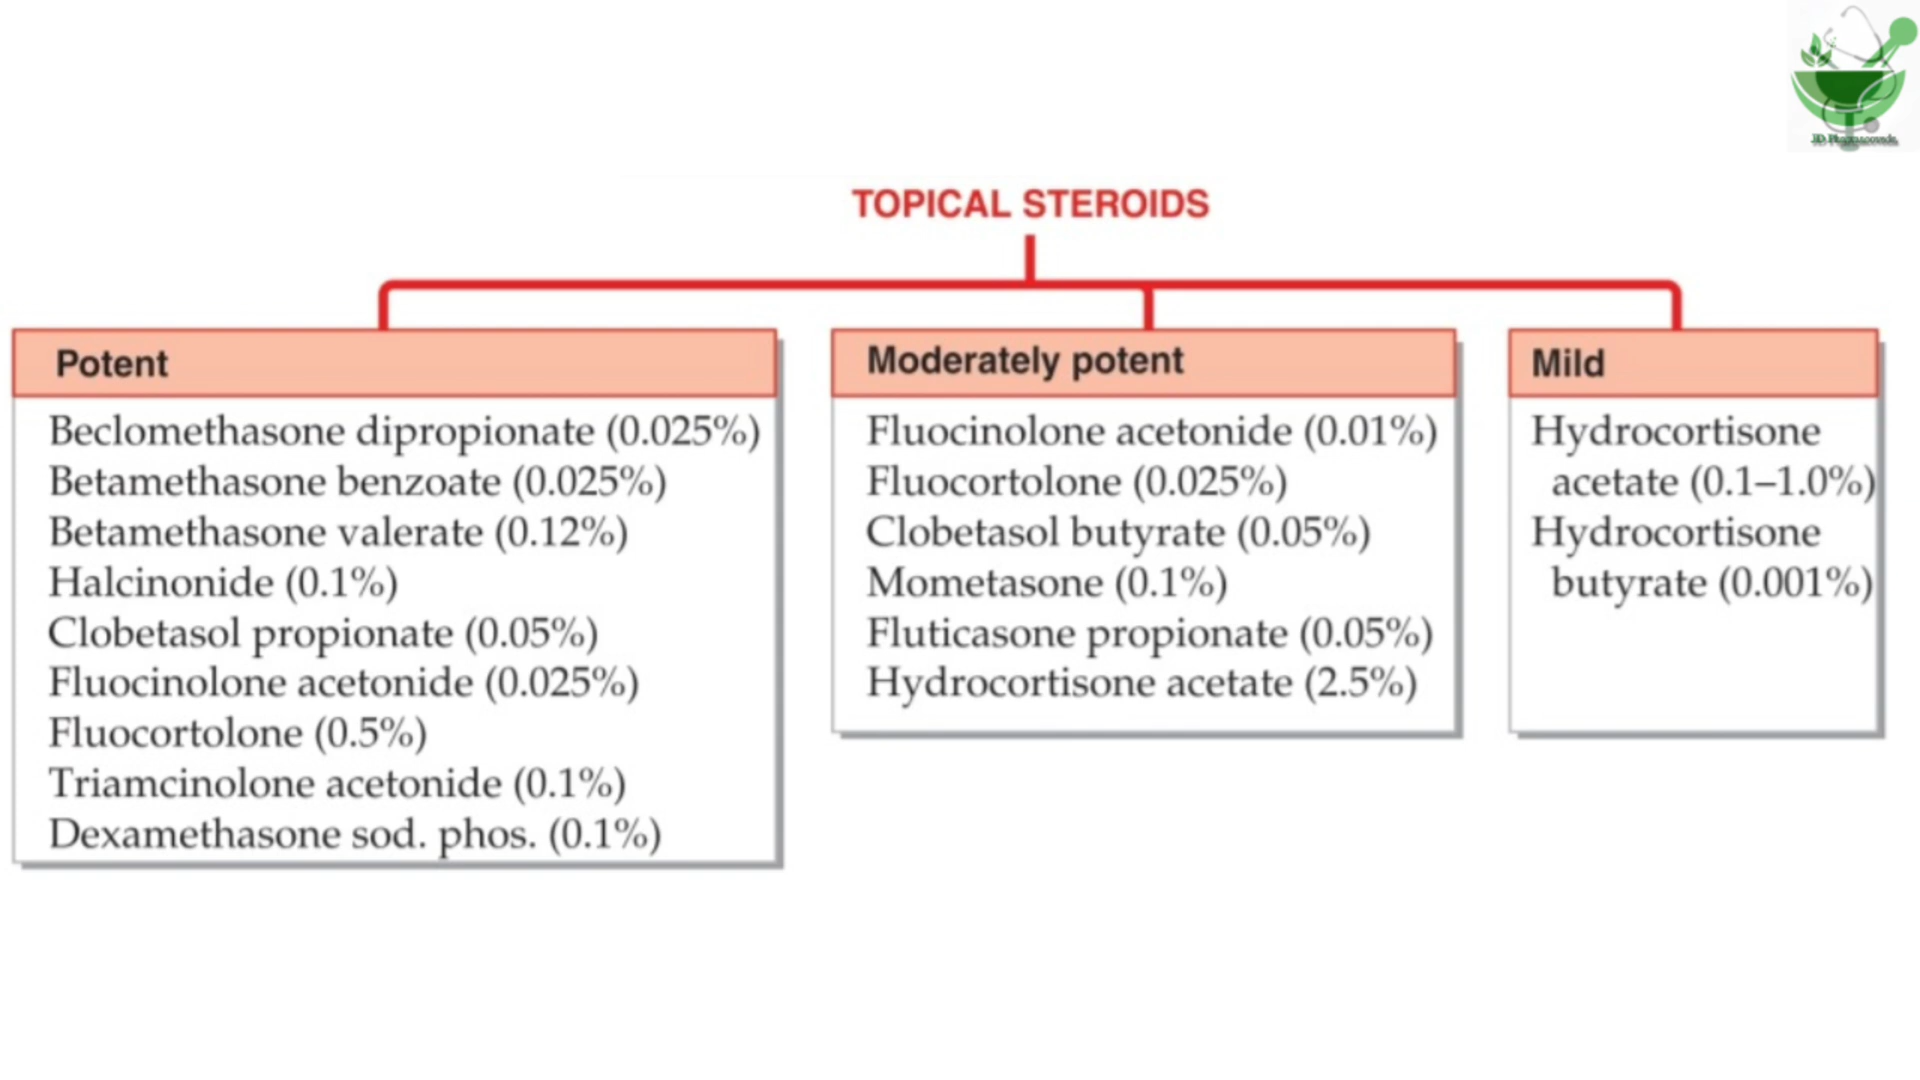 TOPICAL STEROIDS
Potent
Beclomethasone dipropionate (0.025%)
Betamethasone benzoate (0.025%)
Betamethasone valerate (0.12%)
Halcinonide (0.1%)
Clobetasol propionate (0.05%)
Fluocinolone acetonide (0.025%)
Fluocortolone (0.5%)
Triamcinolone acetonide (0.1%)
Dexamethasone sod. phos. (0.1%)
Moderately potent
Fluocinolone acetonide (0.01%)
Fluocortolone (0.025%)
Clobetasol butyrate (0.05%)
Mometasone (0.1%)
Fluticasone propionate (0.05%)
Hydrocortisone acetate (2.5%)
Mild
Hydrocortisone
acetate (0.1–1.0%)
Hydrocortisone
butyrate (0.001%)